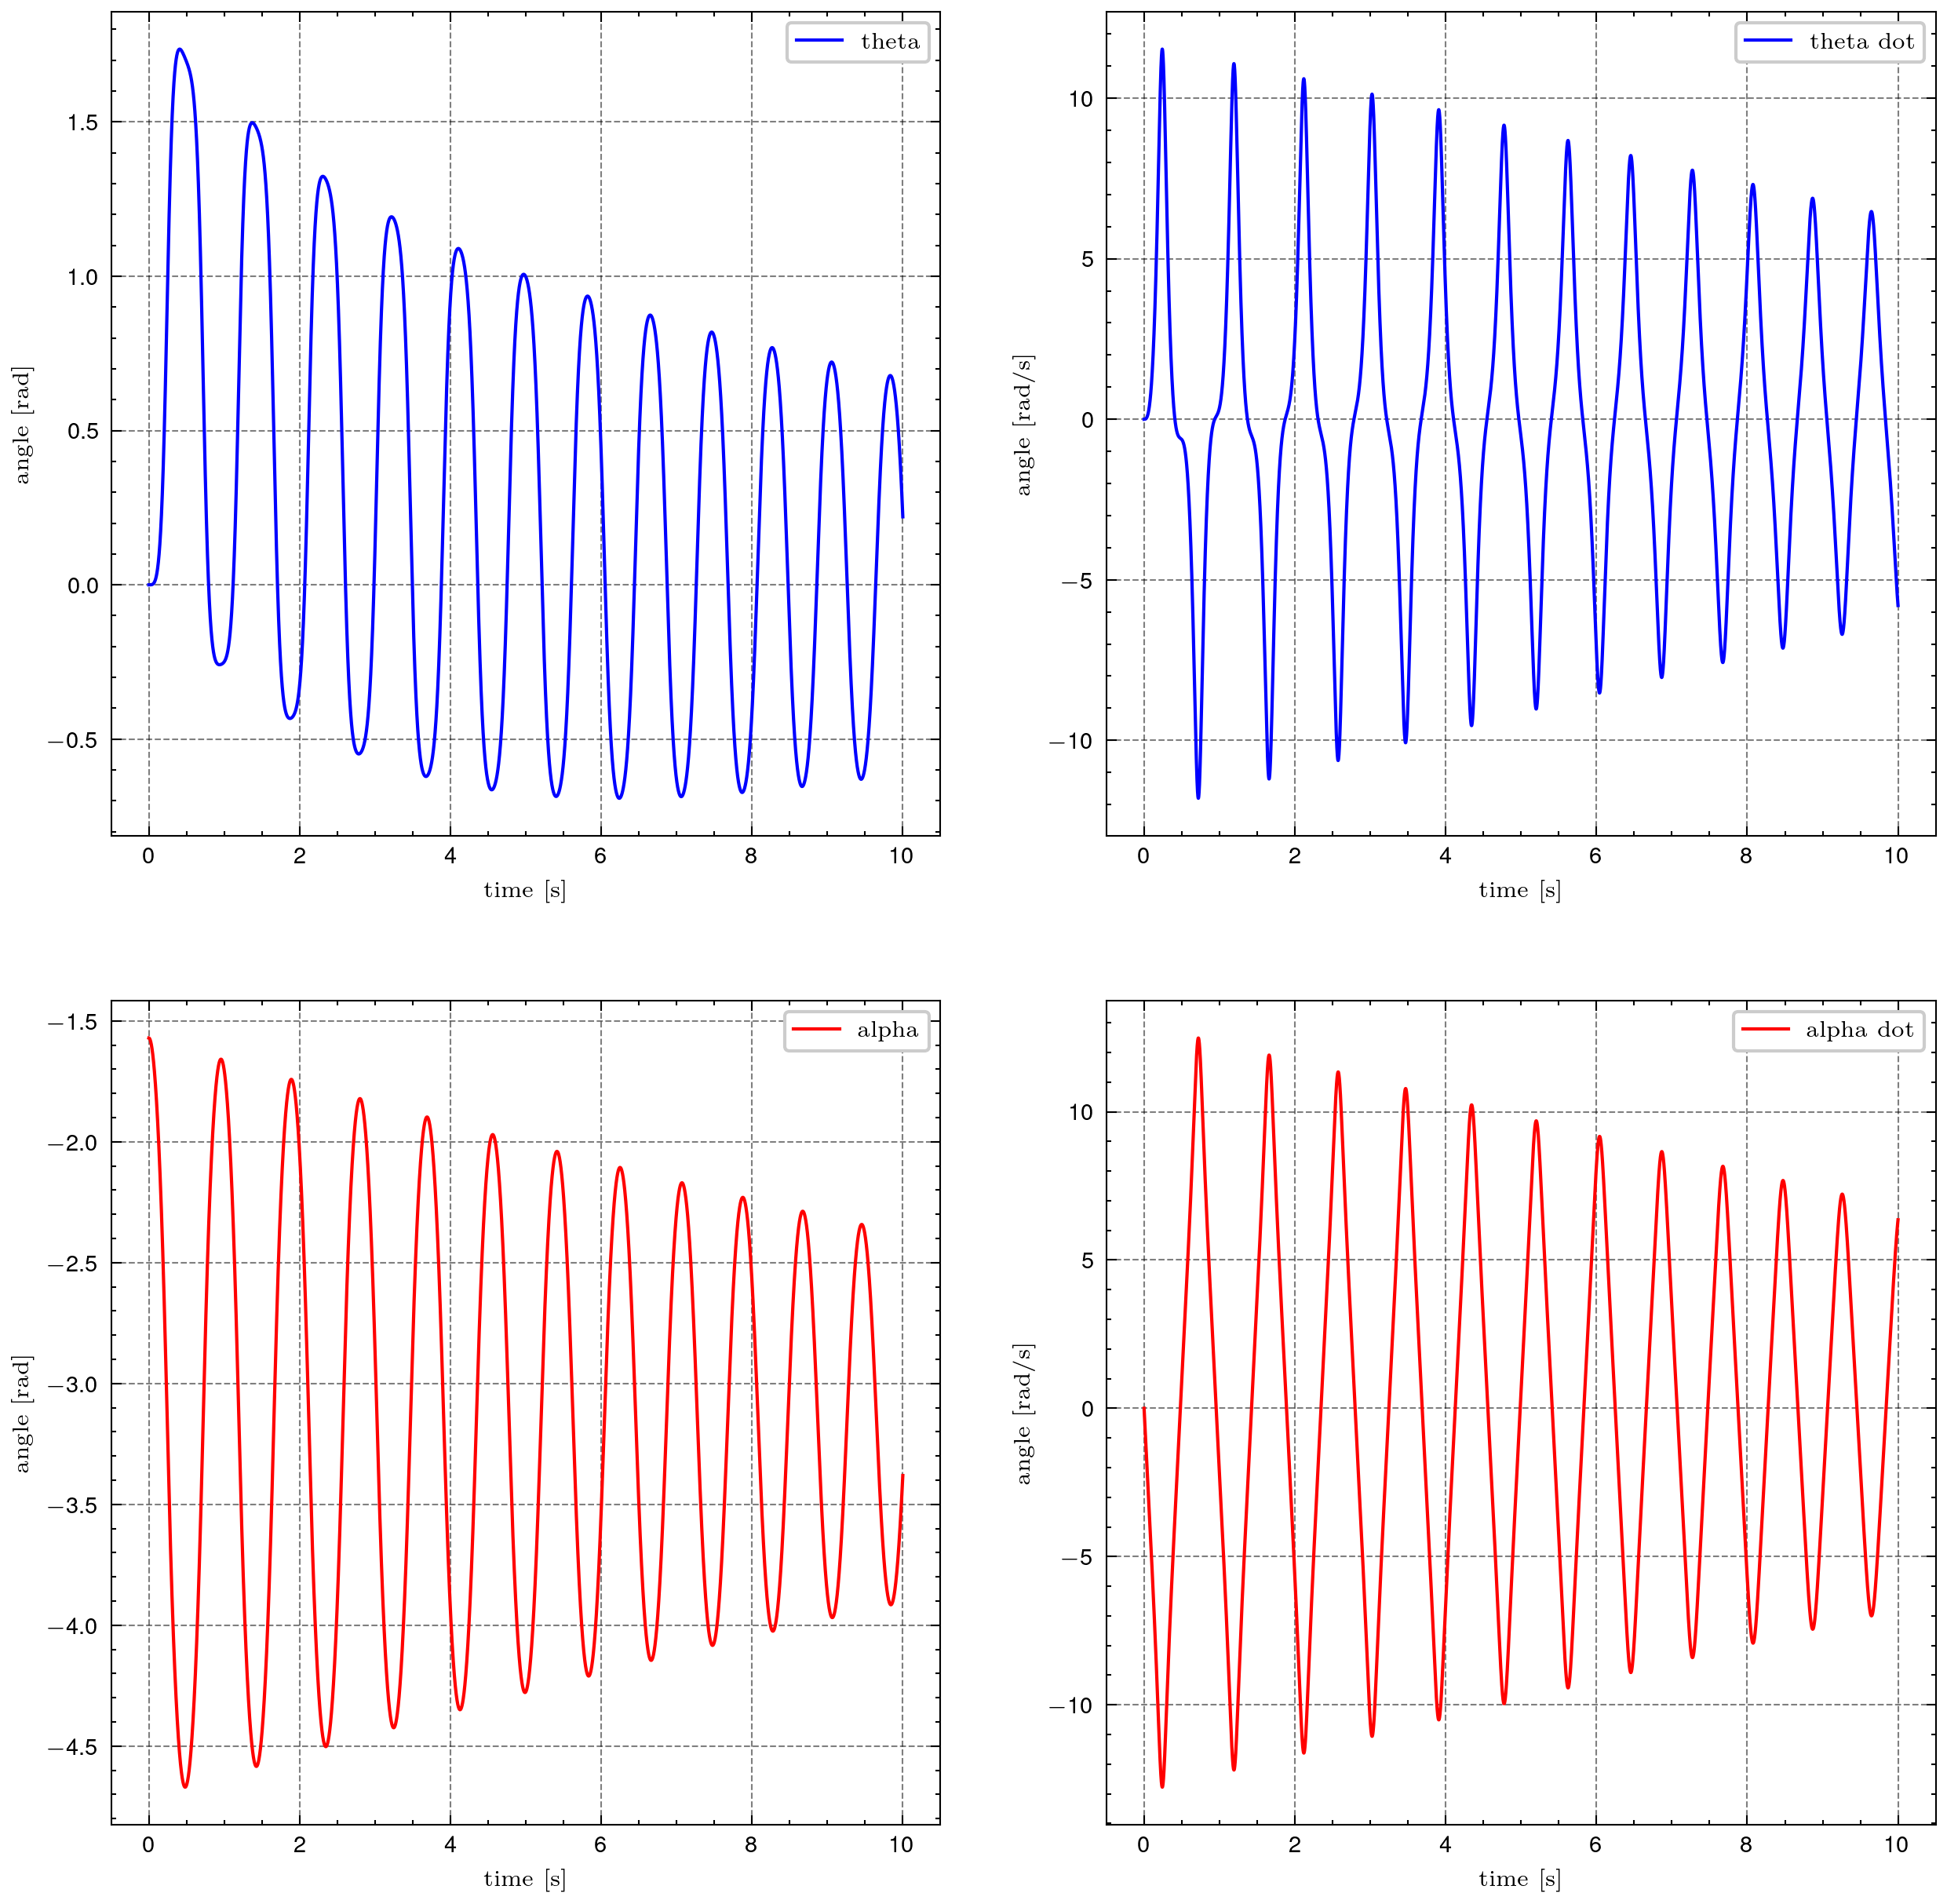 theta
1.5
1.0
0.5
0.0
−0.5
angle [rad]
0 2 4 6 8 10
time [s]
theta dot
10
5
0
−5
−10
angle [rad/s]
0 2 4 6 8 10
time [s]
alpha
−1.5
−2.0
−2.5
−3.0
−3.5
−4.0
−4.5
angle [rad]
0 2 4 6 8 10
time [s]
alpha dot
10
5
0
−5
−10
angle [rad/s]
0 2 4 6 8 10
time [s]